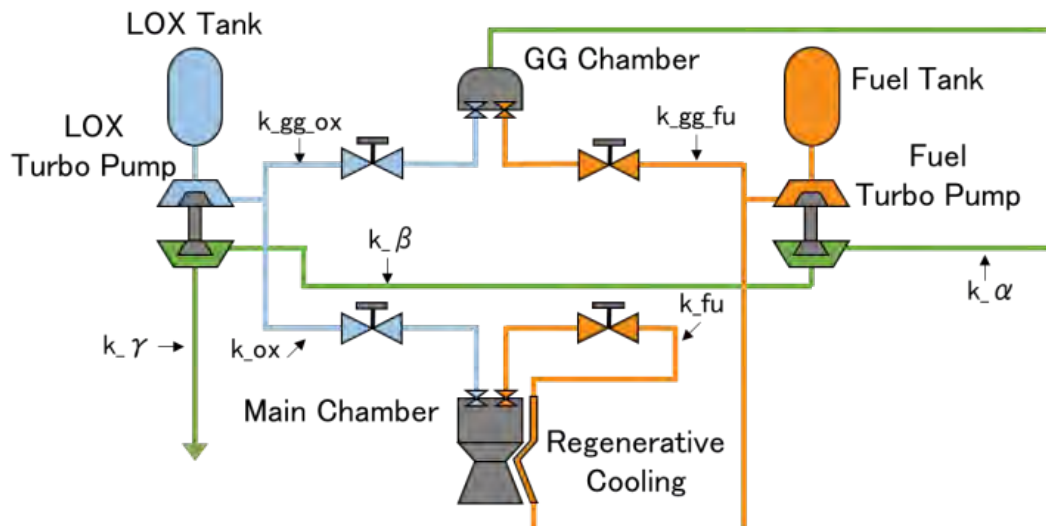 LOX Tank
LOX
Turbo Pump
k_gg_ox
GG Chamber
k_gg_fu
Fuel Tank
Fuel
Turbo Pump
k_β
k_α
k_γ
k_ox
k_fu
Main Chamber
Regenerative
Cooling